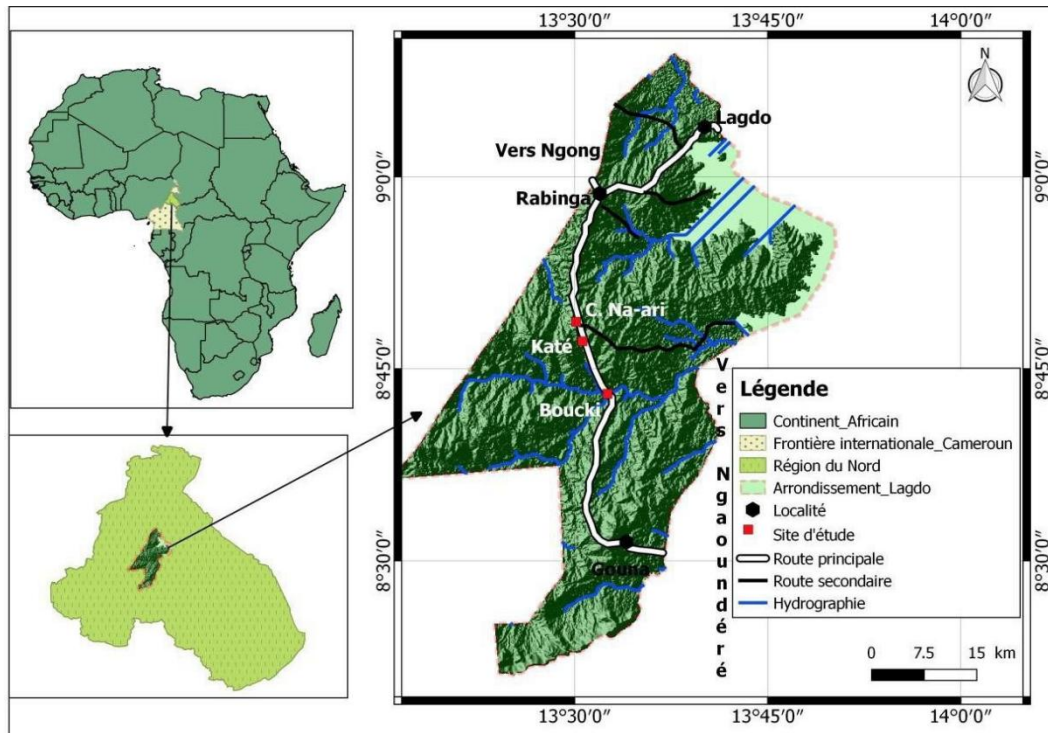 13°30′0″ 13°45′0″ 14°0′0″
N
Lagdo
Vers Ngong
9°0′0″
9°0′0″
Rabinga
C. Na-ari
Katé
8°45′0″
8°45′0″
Boucki
Vers Ngaoundéré
Gouna
8°30′0″
8°30′0″
Légende
Continent_Africain
Frontière internationale_Cameroun
Région du Nord
Arrondissement_Lagdo
Localité
Site d'étude
Route principale
Route secondaire
Hydrographie
0 7.5 15 km
13°30′0″ 13°45′0″ 14°0′0″